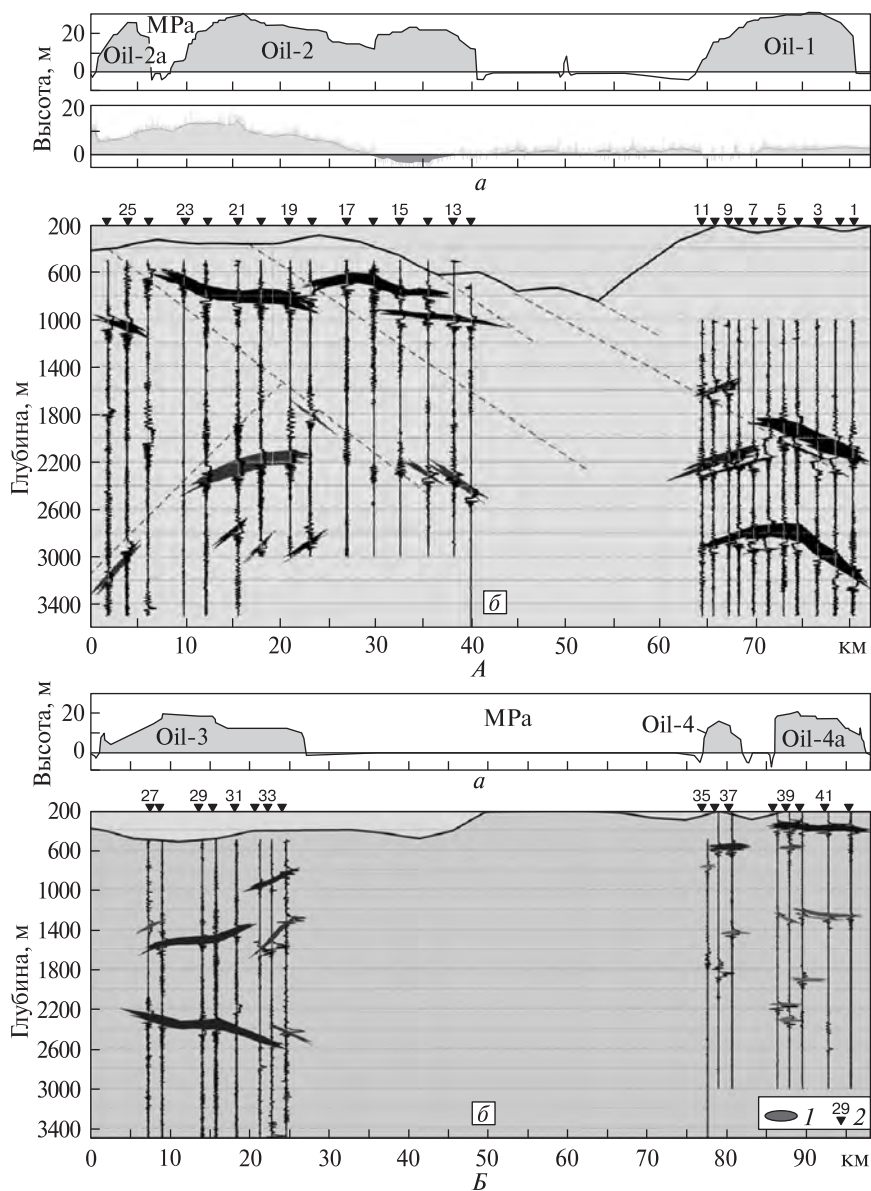 MPa
20
Oil-2a
Oil-2
Oil-1
0
Высота, м
20
0
а
25 23 21 19 17 15 13 11 9 7 5 3 1
200
600
1000
1400
1800
2200
2600
3000
3400
Глубина, м
б
0 10 20 30 40 50 60 70 км
А
Высота, м
20
0
Oil-3
MPa
Oil-4
Oil-4a
а
27 29 31 33 35 37 39 41
200
600
1000
1400
1800
2200
2600
3000
3400
Глубина, м
б
1
29
2
0 10 20 30 40 50 60 70 80 90 км
Б